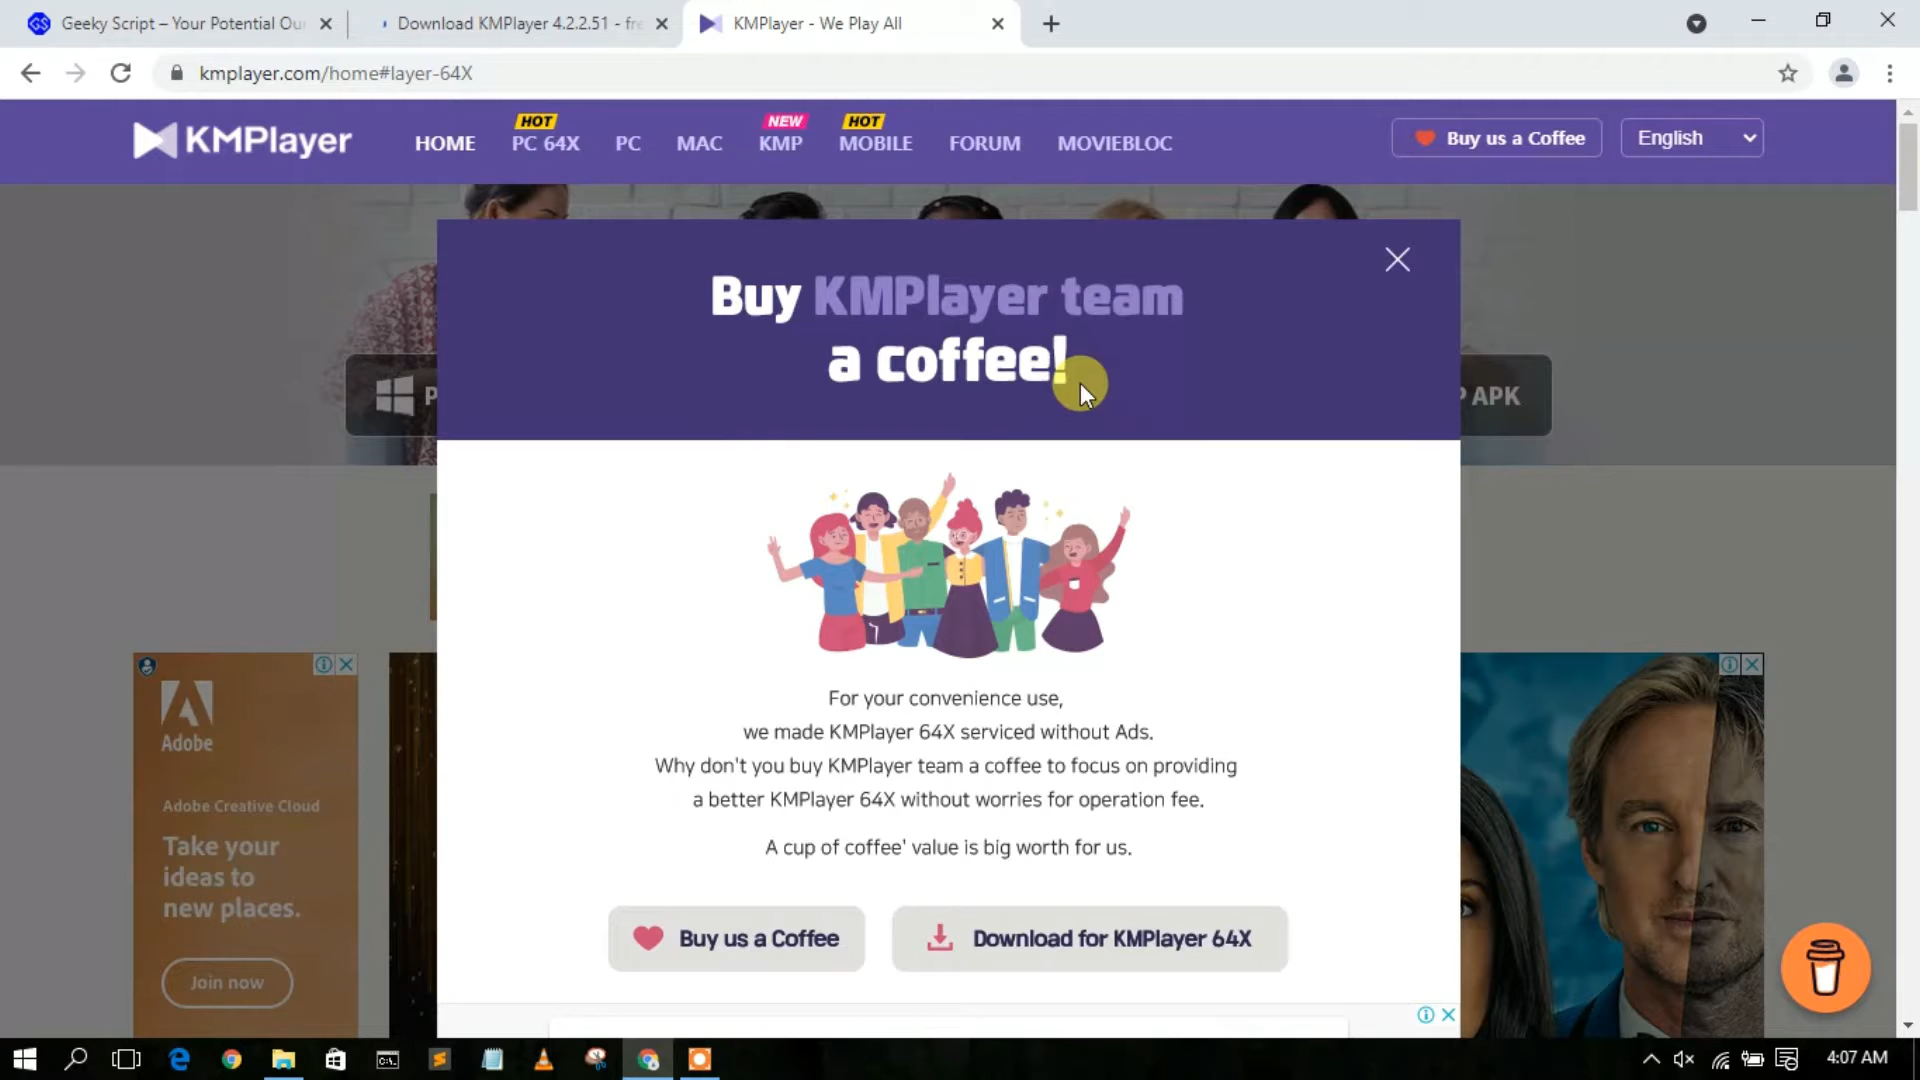 Geeky Script – Your Potential Our
Download KMPlayer 4.2.2.51 - fre
KMPlayer - We Play All
kmplayer.com/home#layer-64X
HOT
NEW
HOT
KMPlayer
HOME
PC 64X
PC
MAC
KMP
MOBILE
FORUM
MOVIEBLOC
Buy us a Coffee
English
Buy KMPlayer team
a coffee!
P
P APK
For your convenience use,
we made KMPlayer 64X serviced without Ads.
Why don't you buy KMPlayer team a coffee to focus on providing
a better KMPlayer 64X without worries for operation fee.
A cup of coffee' value is big worth for us.
Buy us a Coffee
Download for KMPlayer 64X
Adobe
Adobe Creative Cloud
Take your
ideas to
new places.
Join now
4:07 AM